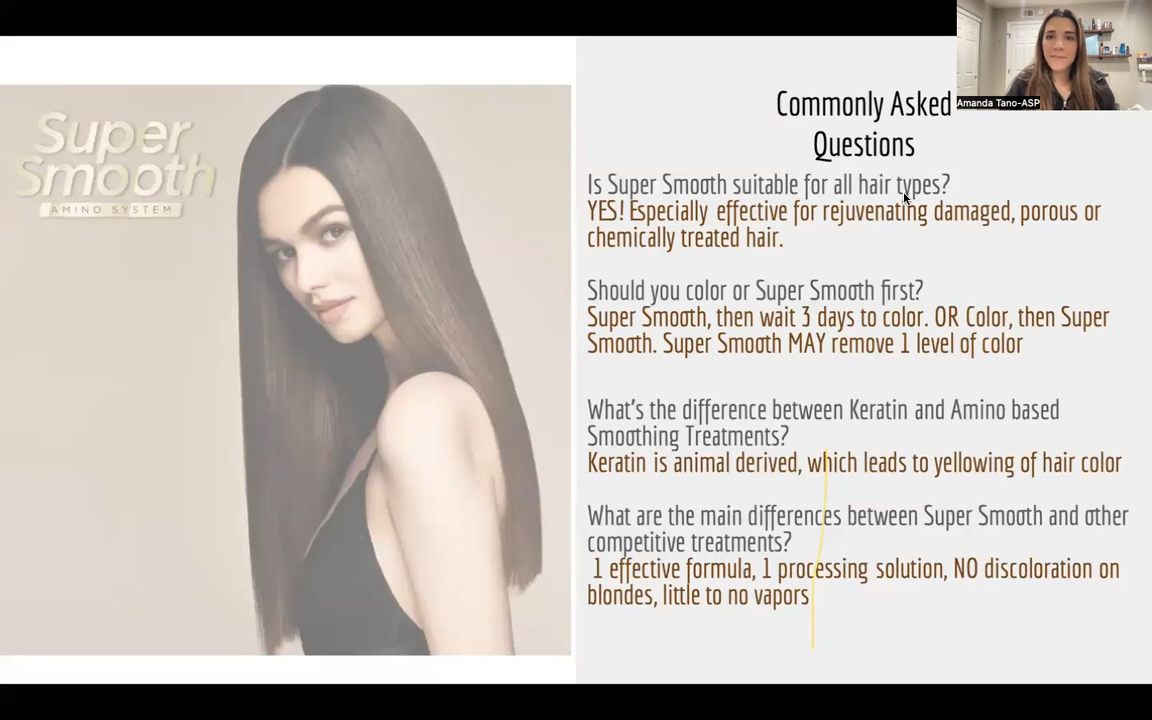 Super
Smooth
AMINO SYSTEM
Amanda Tano-ASP
Commonly Asked
Questions
Is Super Smooth suitable for all hair types?
YES! Especially effective for rejuvenating damaged, porous or
chemically treated hair.
Should you color or Super Smooth first?
Super Smooth, then wait 3 days to color. OR Color, then Super
Smooth. Super Smooth MAY remove 1 level of color
What's the difference between Keratin and Amino based
Smoothing Treatments?
Keratin is animal derived, which leads to yellowing of hair color
What are the main differences between Super Smooth and other
competitive treatments?
1 effective formula, 1 processing solution, NO discoloration on
blondes, little to no vapors